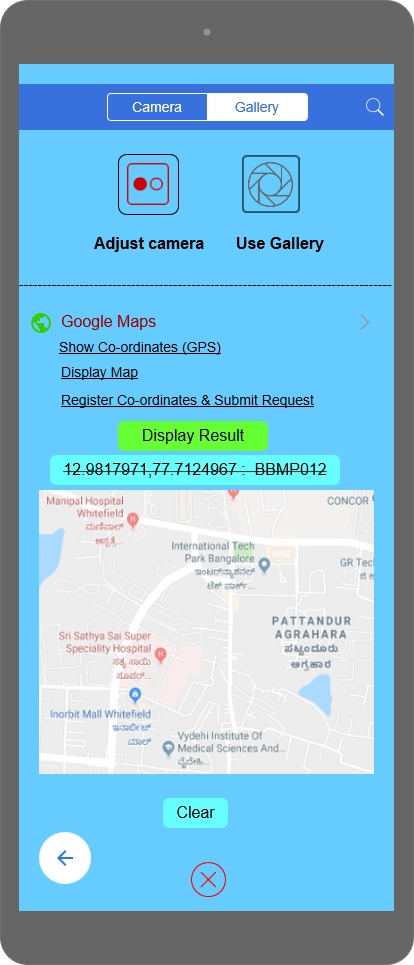 Camera
Gallery
Adjust camera
Use Gallery
Google Maps
Show Co-ordinates (GPS)
Display Map
Register Co-ordinates & Submit Request
Display Result
12.9817971,77.7124967 : BBMP012
Manipal Hospital
Whitefield
ಮಣಿಪಾಲ್
ಆಸ್ಪತ್ರೆ...
CONCOR
International Tech
Park Bangalore
ಇಂಟರ್‌ನ್ಯಾಶನಲ್
ಟೆಕ್ ಪಾರ್ಕ್...
GR Tec
PATTANDUR
AGRAHARA
ಪಟ್ಟಂದೂರು
ಅಗ್ರಹಾರ
Sri Sathya Sai Super
Speciality Hospital
ಸತ್ಯ ಸಾಯಿ
ಸೂಪರ್...
Inorbit Mall Whitefield
ಇನಾರ್ಬಿಟ್
ಮಾಲ್
Vydehi Institute Of
Medical Sciences And...
ವೈದೇಹಿ...
Clear